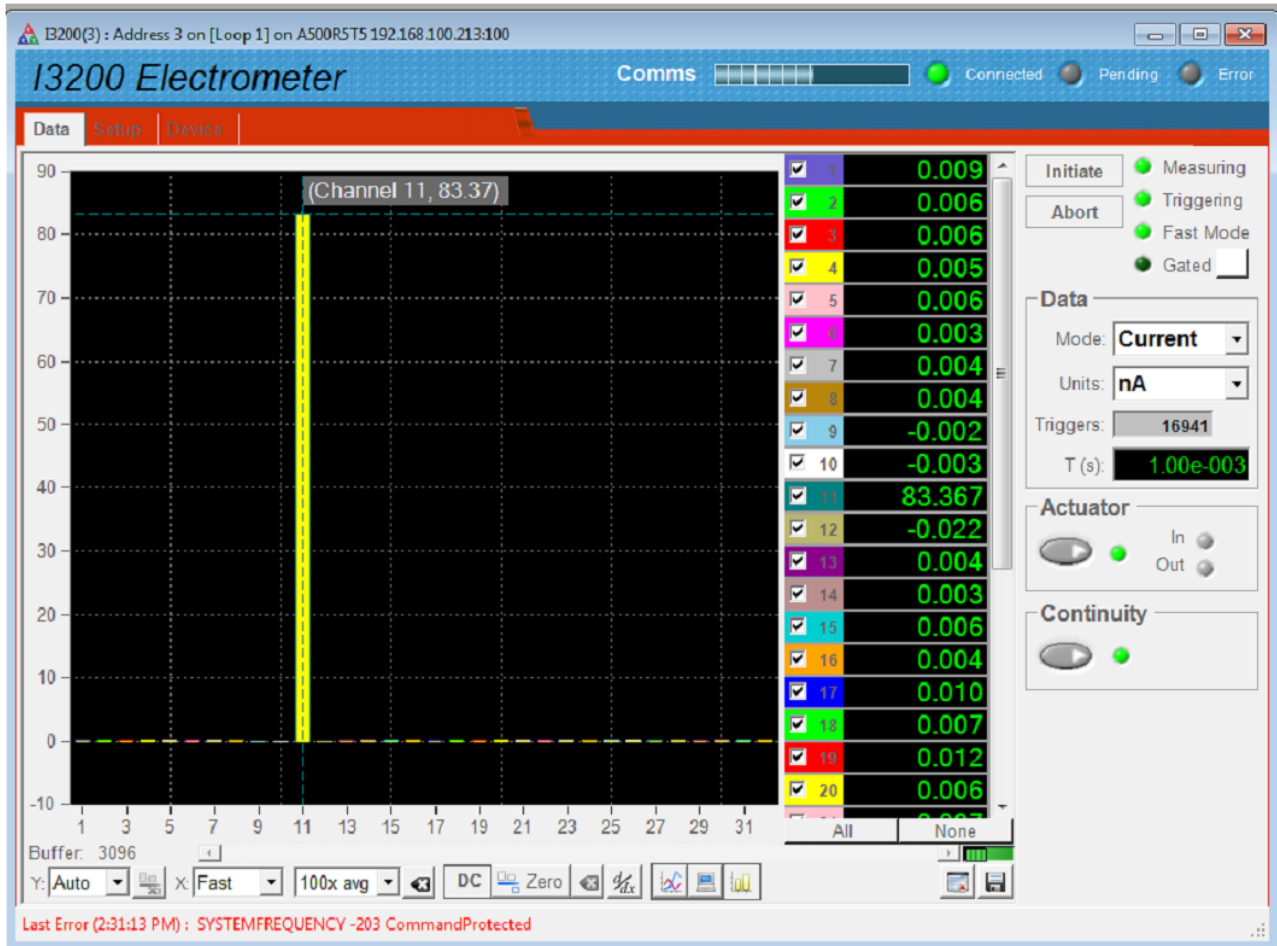 I3200(3) : Address 3 on [Loop 1] on A500R5T5 192.168.100.213:100
I3200 Electrometer
Comms
Connected
Pending
Error
Data
Setup
Device
90
80
70
60
50
40
30
20
10
0
-10
(Channel 11, 83.37)
1 3 5 7 9 11 13 15 17 19 21 23 25 27 29 31
1 0.009
2 0.006
3 0.006
4 0.005
5 0.006
6 0.003
7 0.004
8 0.004
9 -0.002
10 -0.003
11 83.367
12 -0.022
13 0.004
14 0.003
15 0.006
16 0.004
17 0.010
18 0.007
19 0.012
20 0.006
All None
Initiate
Abort
Measuring
Triggering
Fast Mode
Gated
Data
Mode: Current
Units: nA
Triggers: 16941
T (s): 1.00e-003
Actuator
In
Out
Continuity
Buffer: 3096
Y: Auto X: Fast 100x avg DC Zero d/dx
Last Error (2:31:13 PM) : SYSTEMFREQUENCY -203 CommandProtected